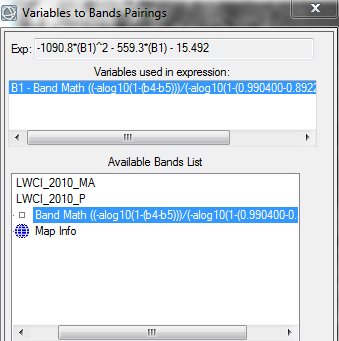 Variables to Bands Pairings
Exp: -1090.8*(B1)^2 - 559.3*(B1) - 15.492
Variables used in expression:
B1 - Band Math ((-alog10(1-(b4-b5)))/(-alog10(1-(0.990400-0.8922
Available Bands List
LWCI_2010_MA
LWCI_2010_P
Band Math ((-alog10(1-(b4-b5)))/(-alog10(1-(0.990400-0.
Map Info